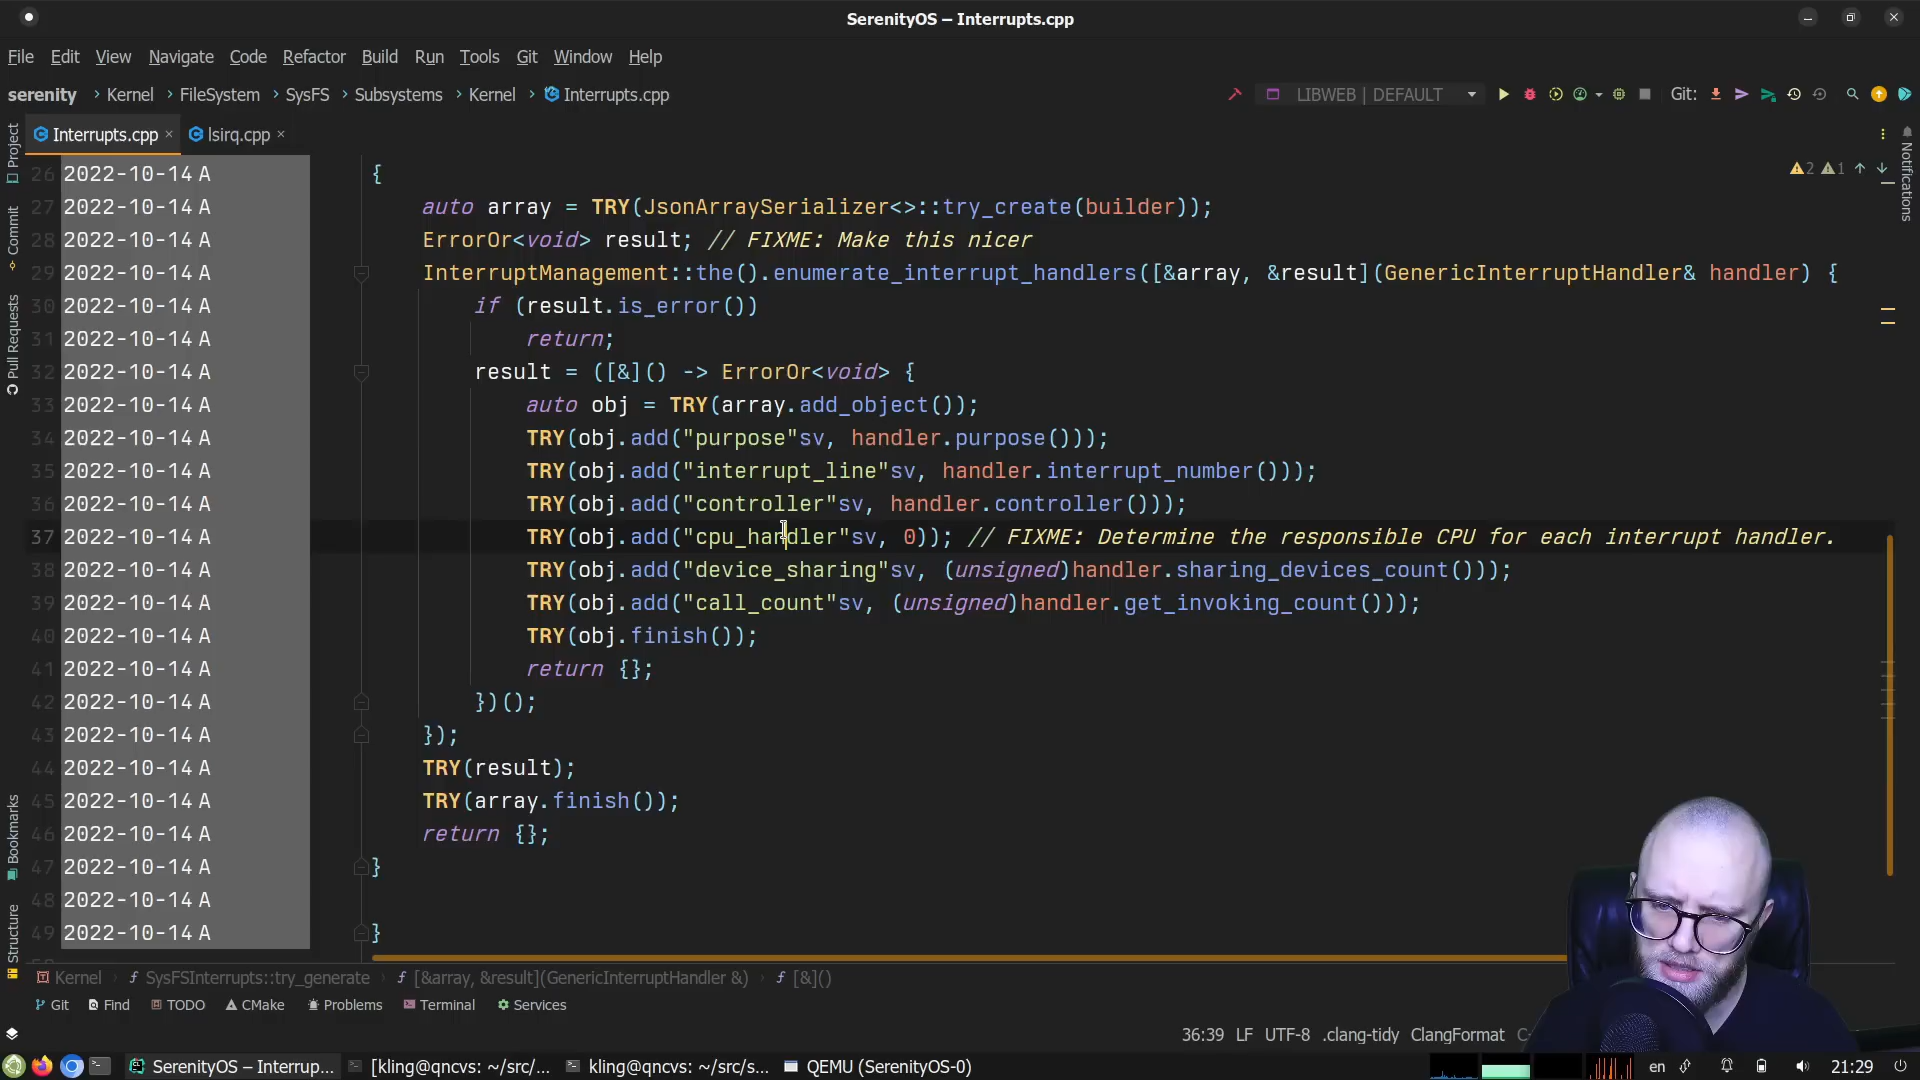 SerenityOS – Interrupts.cpp
File Edit View Navigate Code Refactor Build Run Tools Git Window Help
serenity > Kernel > FileSystem > SysFS > Subsystems > Kernel > Interrupts.cpp
LIBWEB | DEFAULT
Git:
Interrupts.cpp × lsirq.cpp ×
Project
Commit
Pull Requests
Bookmarks
Structure
Notifications
2 1
26 2022-10-14 A {
27 2022-10-14 A auto array = TRY(JsonArraySerializer<>::try_create(builder));
28 2022-10-14 A ErrorOr<void> result; // FIXME: Make this nicer
29 2022-10-14 A InterruptManagement::the().enumerate_interrupt_handlers([&array, &result](GenericInterruptHandler& handler) {
30 2022-10-14 A if (result.is_error())
31 2022-10-14 A return;
32 2022-10-14 A result = ([&]() -> ErrorOr<void> {
33 2022-10-14 A auto obj = TRY(array.add_object());
34 2022-10-14 A TRY(obj.add("purpose"sv, handler.purpose()));
35 2022-10-14 A TRY(obj.add("interrupt_line"sv, handler.interrupt_number()));
36 2022-10-14 A TRY(obj.add("controller"sv, handler.controller()));
37 2022-10-14 A TRY(obj.add("cpu_handler"sv, 0)); // FIXME: Determine the responsible CPU for each interrupt handler.
38 2022-10-14 A TRY(obj.add("device_sharing"sv, (unsigned)handler.sharing_devices_count()));
39 2022-10-14 A TRY(obj.add("call_count"sv, (unsigned)handler.get_invoking_count()));
40 2022-10-14 A TRY(obj.finish());
41 2022-10-14 A return {};
42 2022-10-14 A })();
43 2022-10-14 A });
44 2022-10-14 A TRY(result);
45 2022-10-14 A TRY(array.finish());
46 2022-10-14 A return {};
47 2022-10-14 A }
48 2022-10-14 A
49 2022-10-14 A }
Kernel > SysFSInterrupts::try_generate > [&array, &result](GenericInterruptHandler &) > [&]()
Git Find TODO CMake Problems Terminal Services
36:39 LF UTF-8 .clang-tidy ClangFormat
SerenityOS – Interrup... [kling@qncvs: ~/src/... kling@qncvs: ~/src/s... QEMU (SerenityOS-0) en 21:29